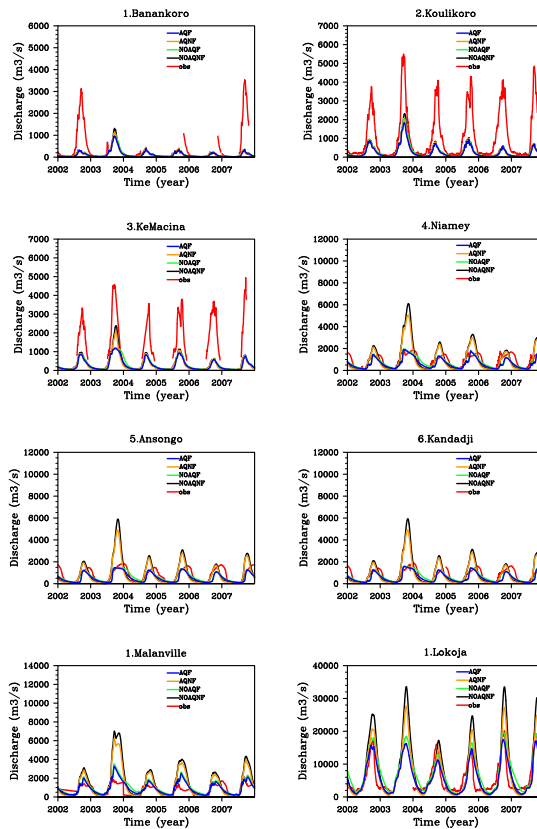 1.Banankoro
Discharge (m3/s)
6000
5000
4000
3000
2000
1000
0
AQF
AQNF
NOAQF
NOAQNF
obs
2002 2003 2004 2005 2006 2007
Time (year)
2.Koulikoro
Discharge (m3/s)
7000
6000
5000
4000
3000
2000
1000
0
AQF
AQNF
NOAQF
NOAQNF
obs
2002 2003 2004 2005 2006 2007
Time (year)
3.KeMacina
Discharge (m3/s)
7000
6000
5000
4000
3000
2000
1000
0
AQF
AQNF
NOAQF
NOAQNF
obs
2002 2003 2004 2005 2006 2007
Time (year)
4.Niamey
Discharge (m3/s)
12000
10000
8000
6000
4000
2000
0
AQF
AQNF
NOAQF
NOAQNF
obs
2002 2003 2004 2005 2006 2007
Time (year)
5.Ansongo
Discharge (m3/s)
12000
10000
8000
6000
4000
2000
0
AQF
AQNF
NOAQF
NOAQNF
obs
2002 2003 2004 2005 2006 2007
Time (year)
6.Kandadji
Discharge (m3/s)
12000
10000
8000
6000
4000
2000
0
AQF
AQNF
NOAQF
NOAQNF
obs
2002 2003 2004 2005 2006 2007
Time (year)
1.Malanville
Discharge (m3/s)
14000
12000
10000
8000
6000
4000
2000
0
AQF
AQNF
NOAQF
NOAQNF
obs
2002 2003 2004 2005 2006 2007
Time (year)
1.Lokoja
Discharge (m3/s)
40000
30000
20000
10000
0
AQF
AQNF
NOAQF
NOAQNF
obs
2002 2003 2004 2005 2006 2007
Time (year)